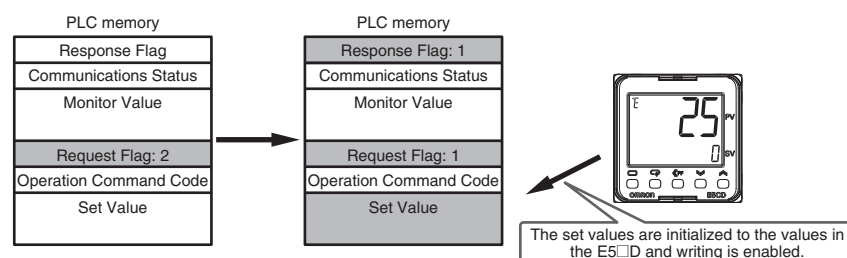 PLC memory
Response Flag
Communications Status
Monitor Value
Request Flag: 2
Operation Command Code
Set Value
PLC memory
Response Flag: 1
Communications Status
Monitor Value
Request Flag: 1
Operation Command Code
Set Value
25
PV
0
SV
OMRON
E5CD
The set values are initialized to the values in
the E5□D and writing is enabled.